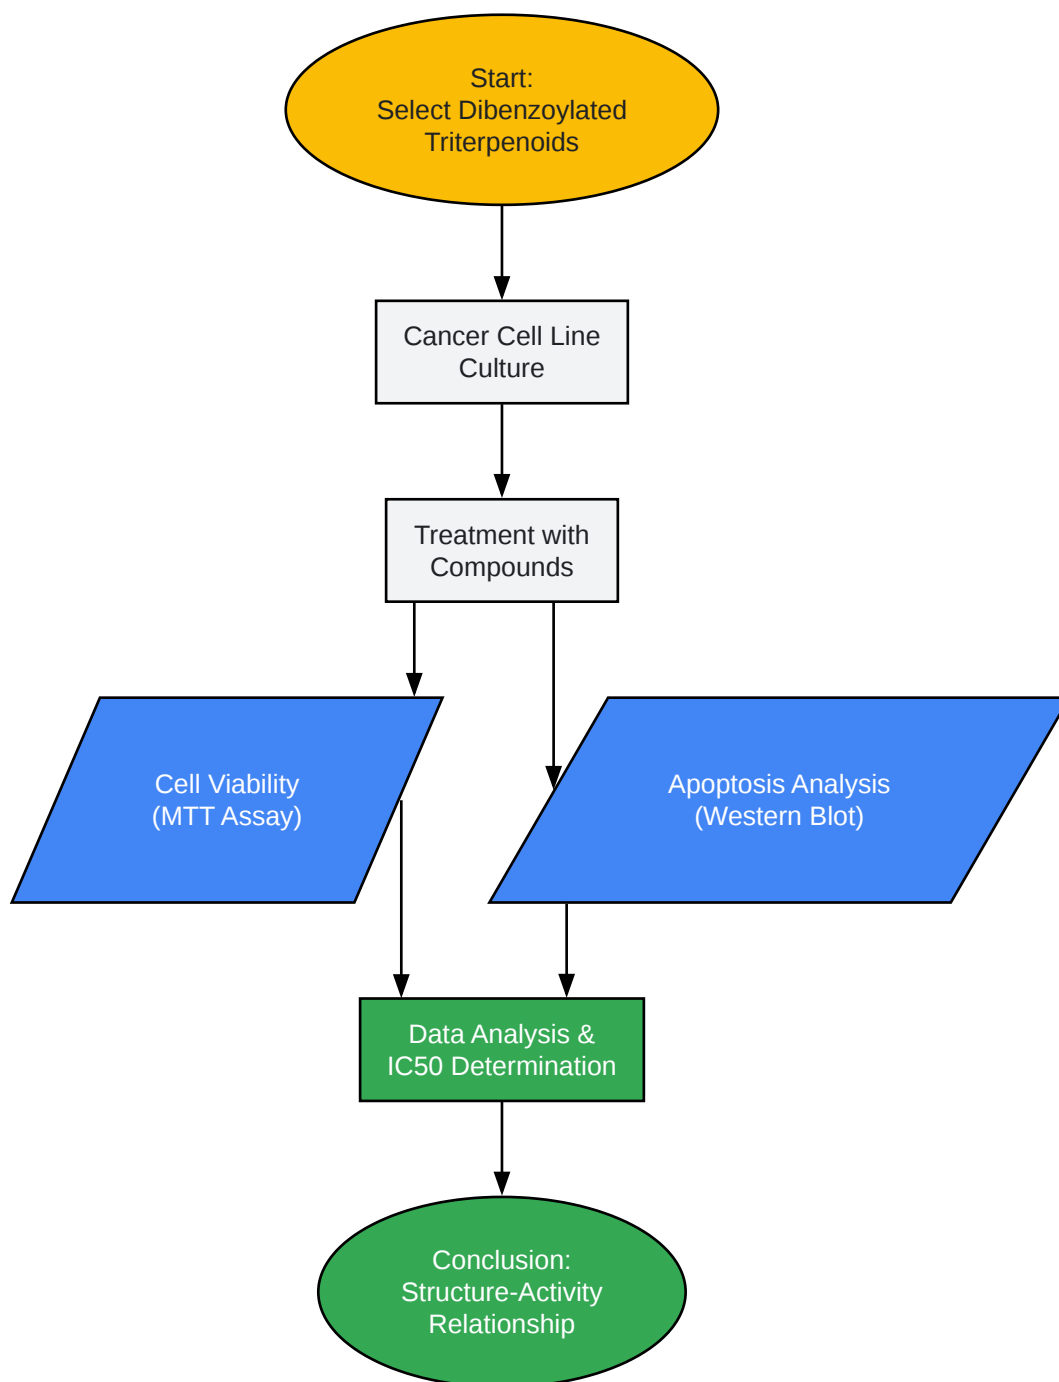 Start:
Select Dibenzoylated
Triterpenoids
Cancer Cell Line
Culture
Treatment with
Compounds
Cell Viability
(MTT Assay)
Apoptosis Analysis
(Western Blot)
Data Analysis &
IC50 Determination
Conclusion:
Structure-Activity
Relationship